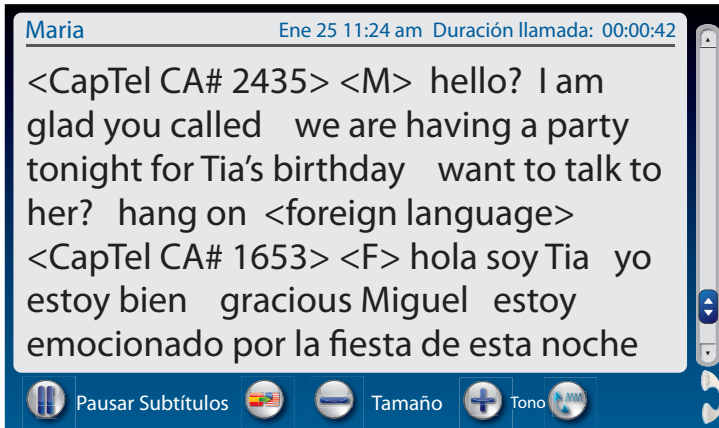 Maria Ene 25 11:24 am Duración llamada: 00:00:42
<CapTel CA# 2435> <M> hello? I am
glad you called we are having a party
tonight for Tia's birthday want to talk to
her? hang on <foreign language>
<CapTel CA# 1653> <F> hola soy Tia yo
estoy bien gracious Miguel estoy
emocionado por la fiesta de esta noche
Pausar Subtítulos Tamaño Tono